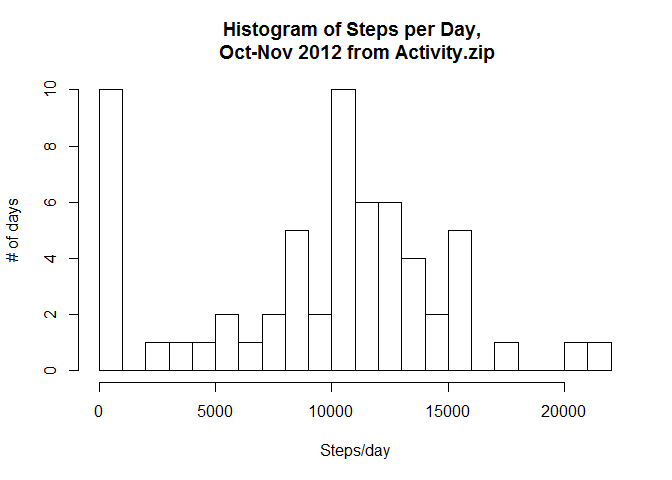 Histogram of Steps per Day,
Oct-Nov 2012 from Activity.zip
# of days
10
8
6
4
2
0
0 5000 10000 15000 20000
Steps/day